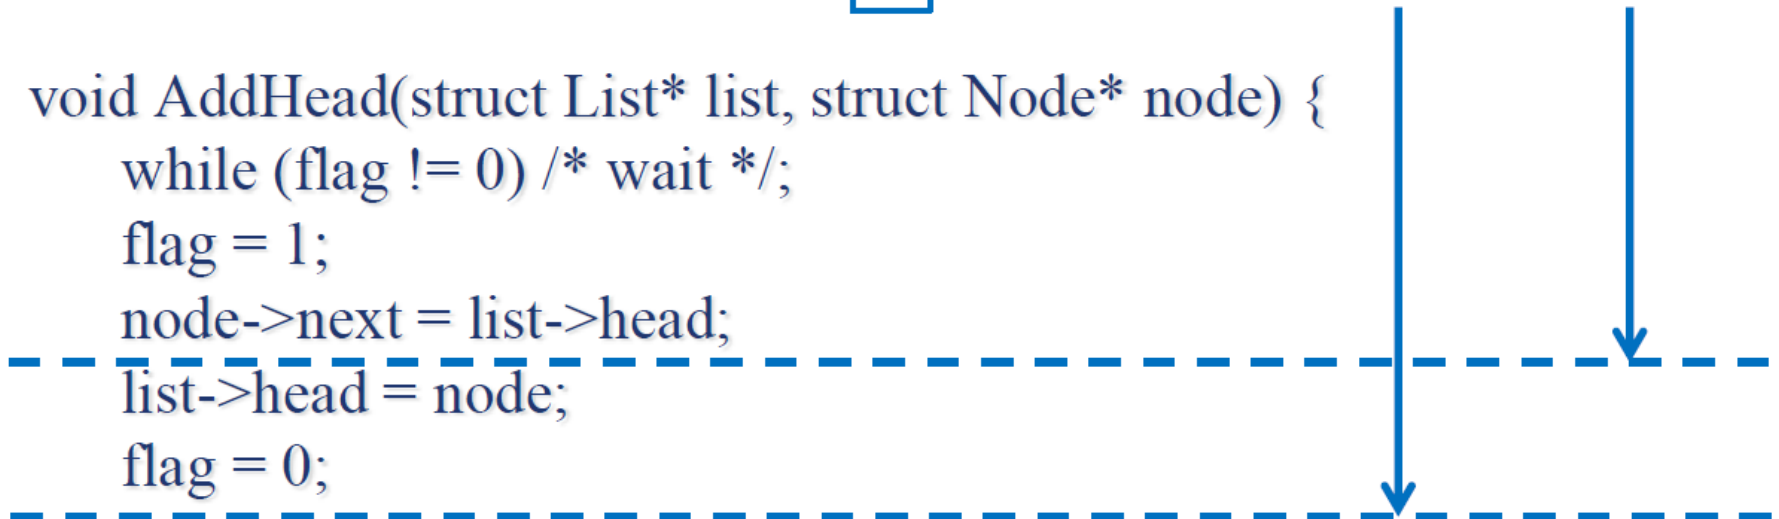 void AddHead(struct List* list, struct Node* node) {
while (flag != 0) /* wait */;
flag = 1;
node->next = list->head;
list->head = node;
flag = 0;